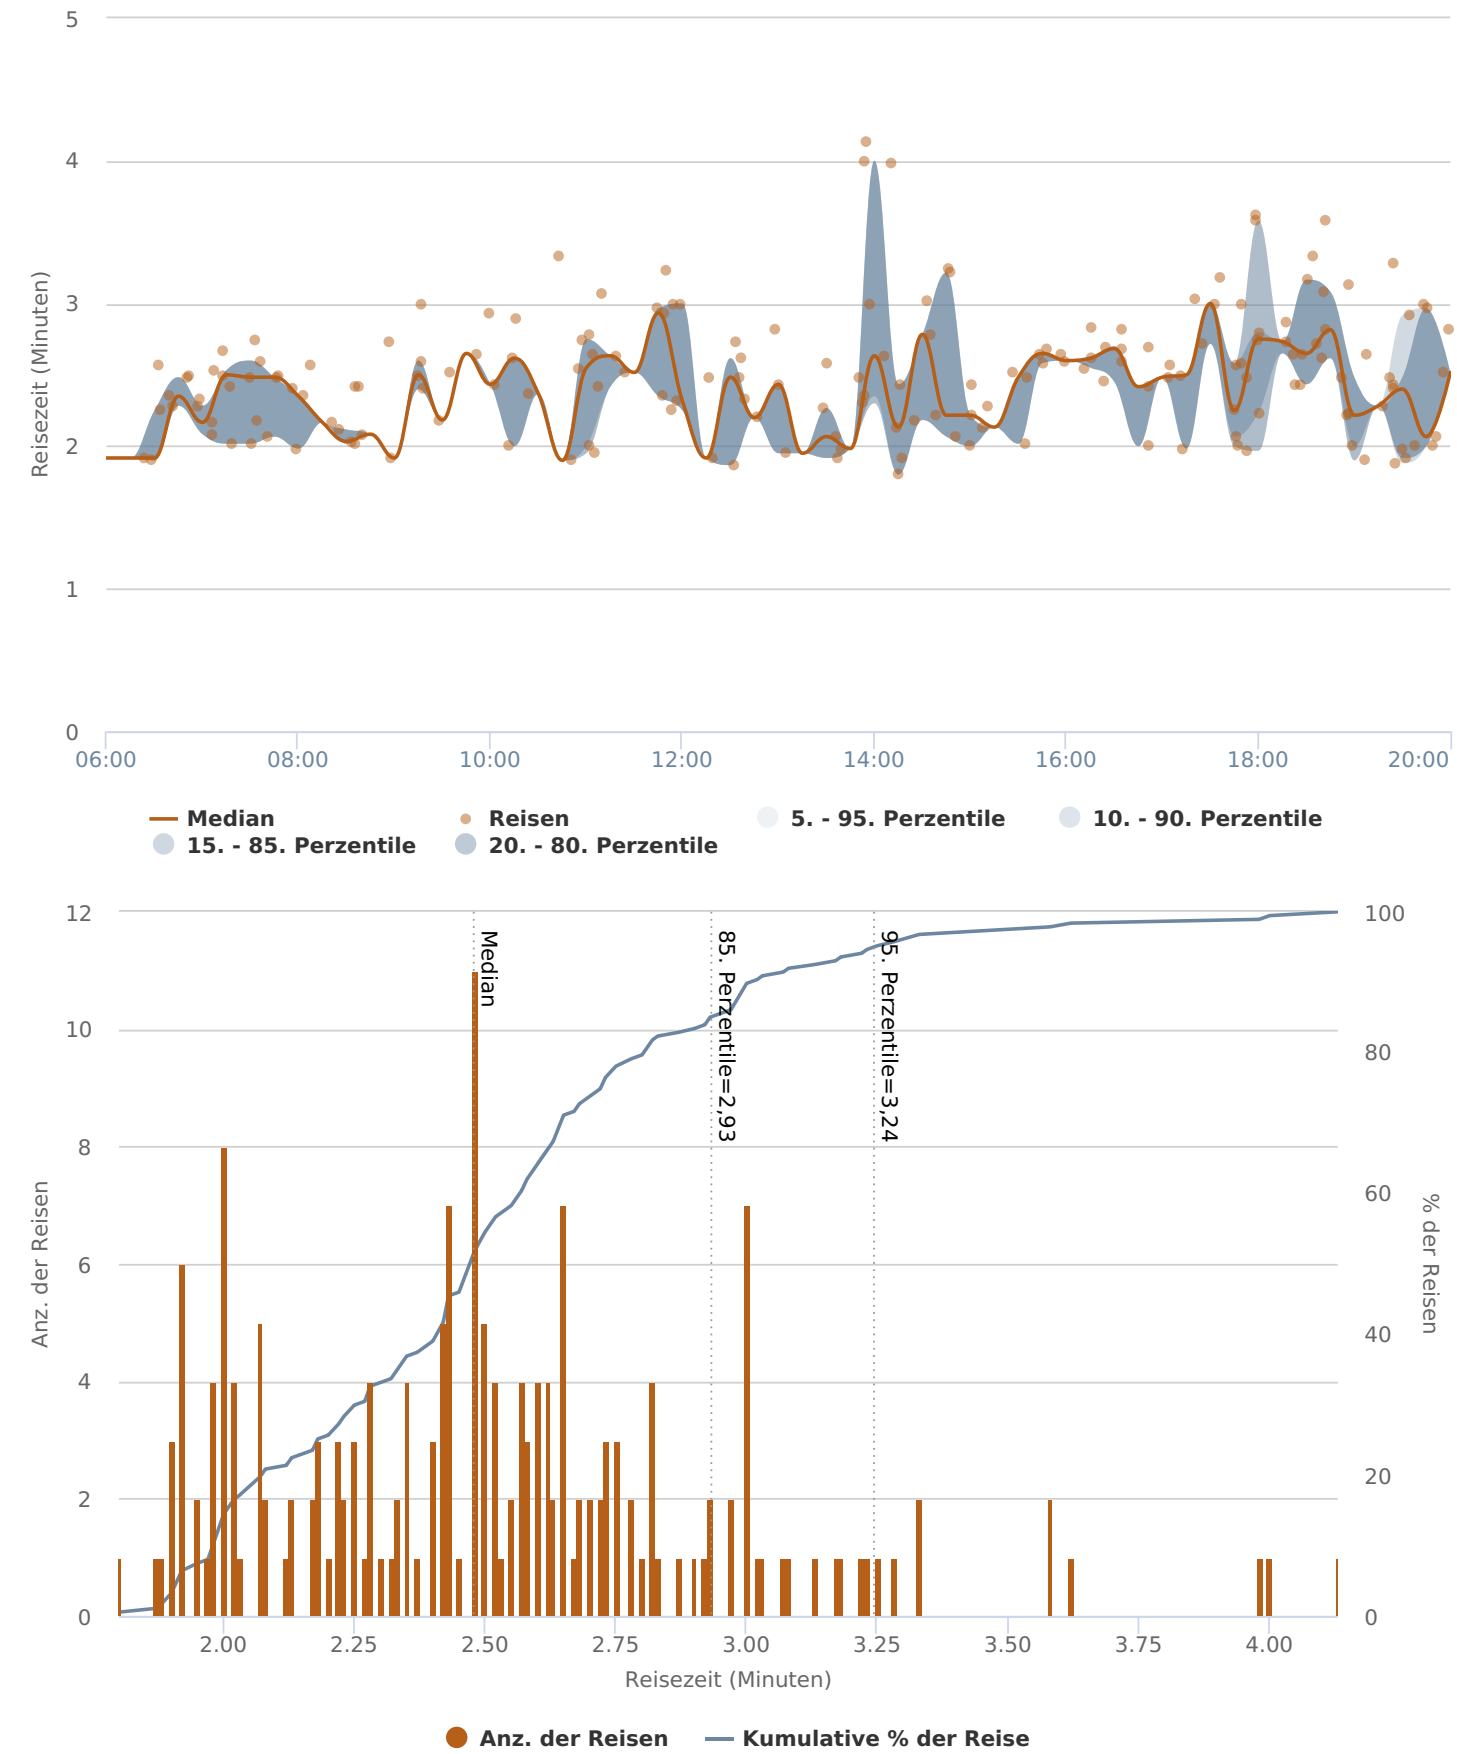 5
4
3
2
1
0
Reisezeit (Minuten)
06:00 08:00 10:00 12:00 14:00 16:00 18:00 20:00
Median Reisen 5. - 95. Perzentile 10. - 90. Perzentile
15. - 85. Perzentile 20. - 80. Perzentile
12
10
8
6
4
2
0
Anz. der Reisen
Median
85. Perzentile=2,93
95. Perzentile=3,24
100
80
60
40
20
0
% der Reisen
2.00 2.25 2.50 2.75 3.00 3.25 3.50 3.75 4.00
Reisezeit (Minuten)
Anz. der Reisen Kumulative % der Reise